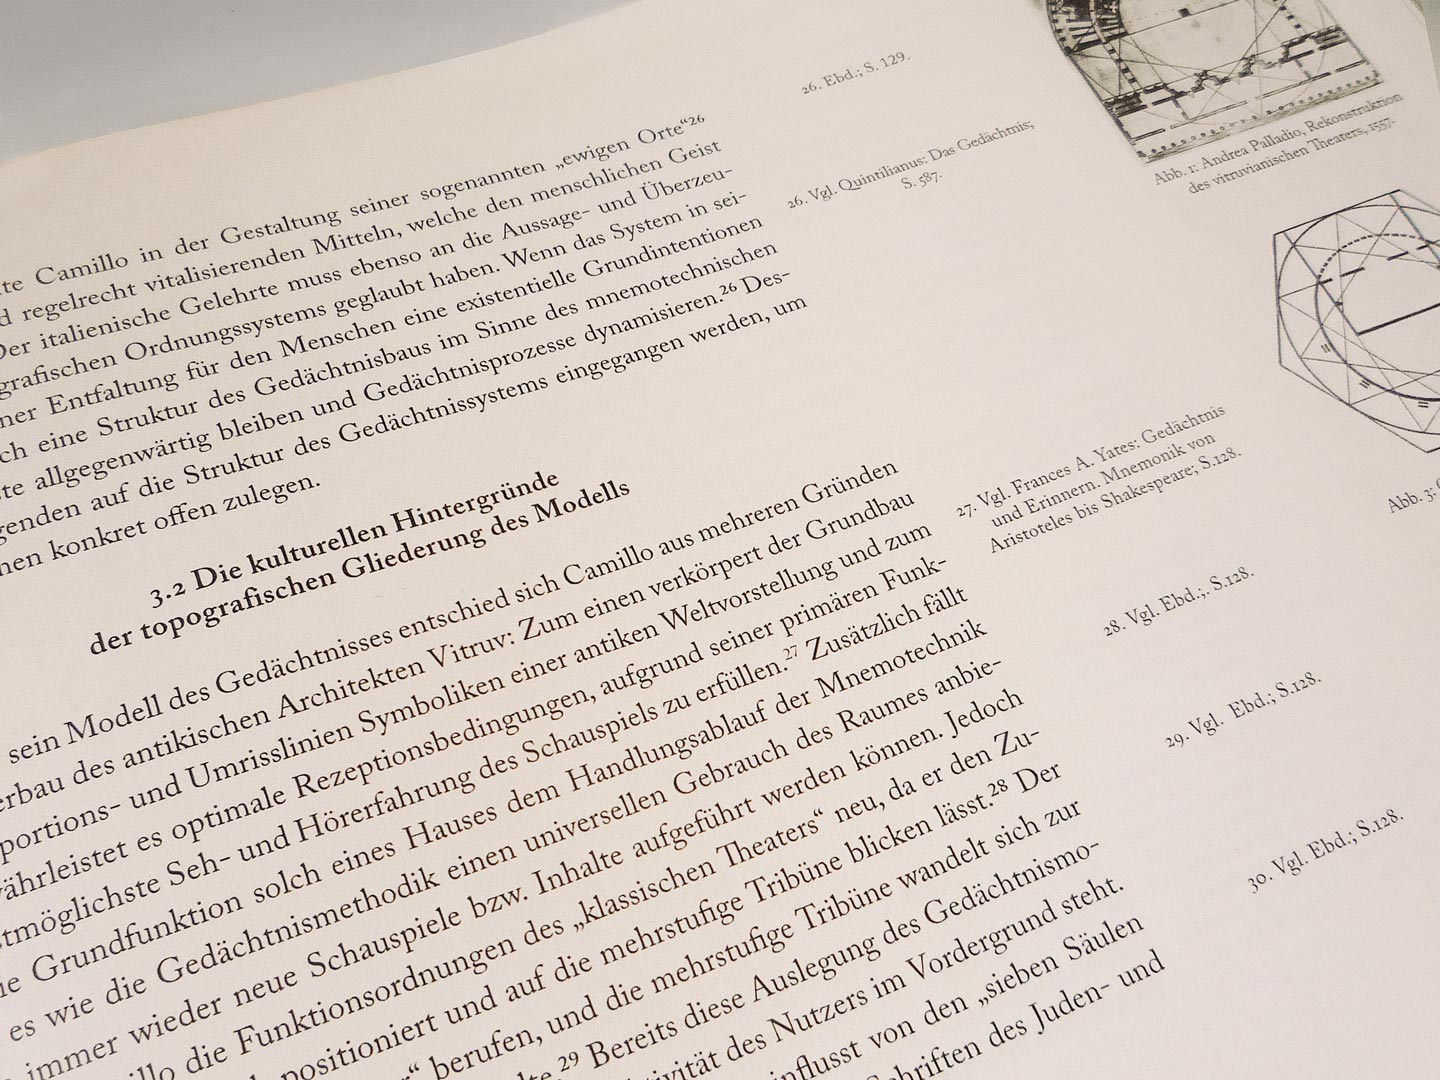 te Camillo in der Gestaltung seiner sogenannten „ewigen Orte“26
regelrecht vitalisierenden Mitteln, welche den menschlichen Geist
Der italienische Gelehrte muss ebenso an die Aussage- und Überzeu-
grafischen Ordnungssystems geglaubt haben. Wenn das System in sei-
ner Entfaltung für den Menschen eine existentielle Grundintentionen
ch eine Struktur des Gedächtnisbaus im Sinne des mnemotechnischen
te allgegenwärtig bleiben und Gedächtnisprozesse dynamisieren.26 Des-
genden auf die Struktur des Gedächtnissystems eingegangen werden, um
nen konkret offen zulegen.
3.2 Die kulturellen Hintergründe
der topografischen Gliederung des Modells
sein Modell des Gedächtnisses entschied sich Camillo aus mehreren Gründen
erbau des antikischen Architekten Vitruv: Zum einen verkörpert der Grundbau
portions- und Umrisslinien Symboliken einer antiken Weltvorstellung und zum
ährleistet es optimale Rezeptionsbedingungen, aufgrund seiner primären Funk-
tmöglichste Seh- und Hörerfahrung des Schauspiels zu erfüllen.27 Zusätzlich fällt
ie Grundfunktion solch eines Hauses dem Handlungsablauf der Mnemotechnik
es wie die Gedächtnismethodik einen universellen Gebrauch des Raumes anbie-
immer wieder neue Schauspiele bzw. Inhalte aufgeführt werden können. Jedoch
illo die Funktionsordnungen des „klassischen Theaters“ neu, da er den Zu-
positioniert und auf die mehrstufige Tribüne blicken lässt.28 Der
“ berufen, und die mehrstufige Tribüne wandelt sich zur
te.29 Bereits diese Auslegung des Gedächtnismo-
tivität des Nutzers im Vordergrund steht.
influsst von den „sieben Säulen
chriften des Juden- und
26. Ebd.; S. 129.
26. Vgl. Quintilianus: Das Gedächtnis;
S. 587.
27. Vgl. Frances A. Yates: Gedächtnis
und Erinnern. Mnemonik von
Aristoteles bis Shakespeare; S.128.
28. Vgl. Ebd.;. S.128.
29. Vgl. Ebd.; S.128.
30. Vgl. Ebd.; S.128.
Abb. 1: Andrea Palladio, Rekonstruktion
des vitruvianischen Theaters, 1557.
Abb. 3: